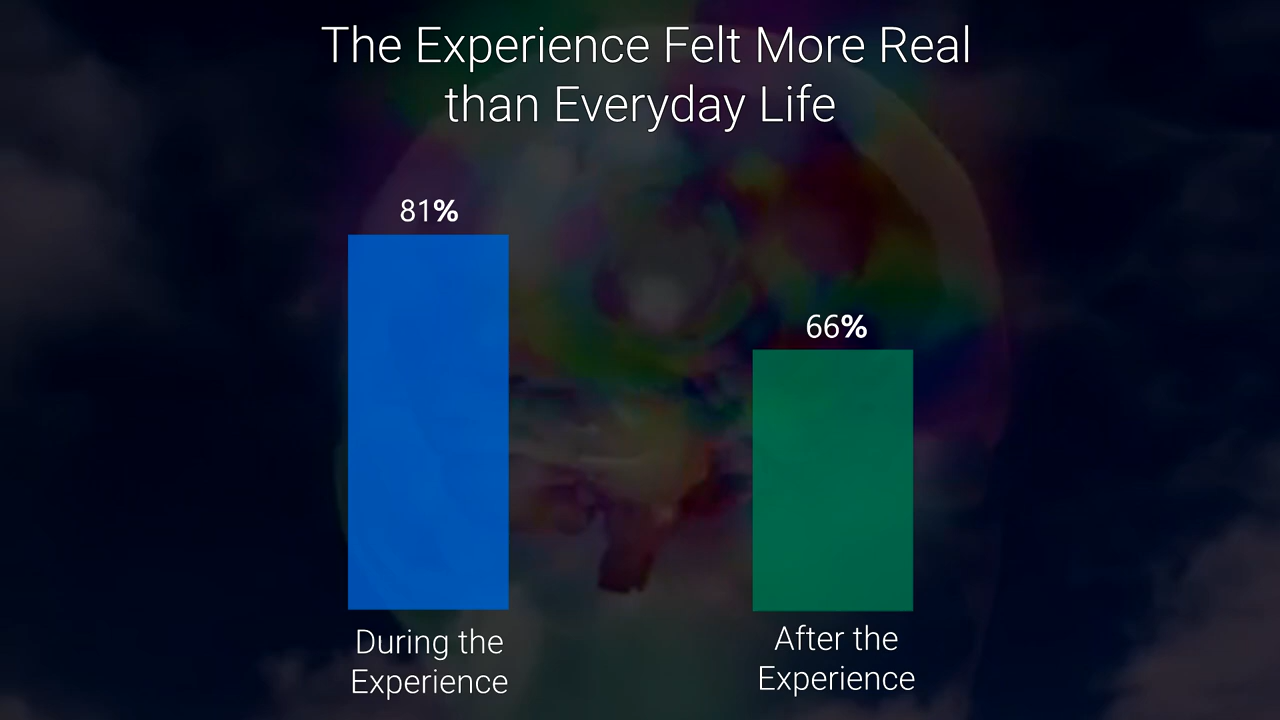 The Experience Felt More Real
than Everyday Life
81%
66%
During the
Experience
After the
Experience